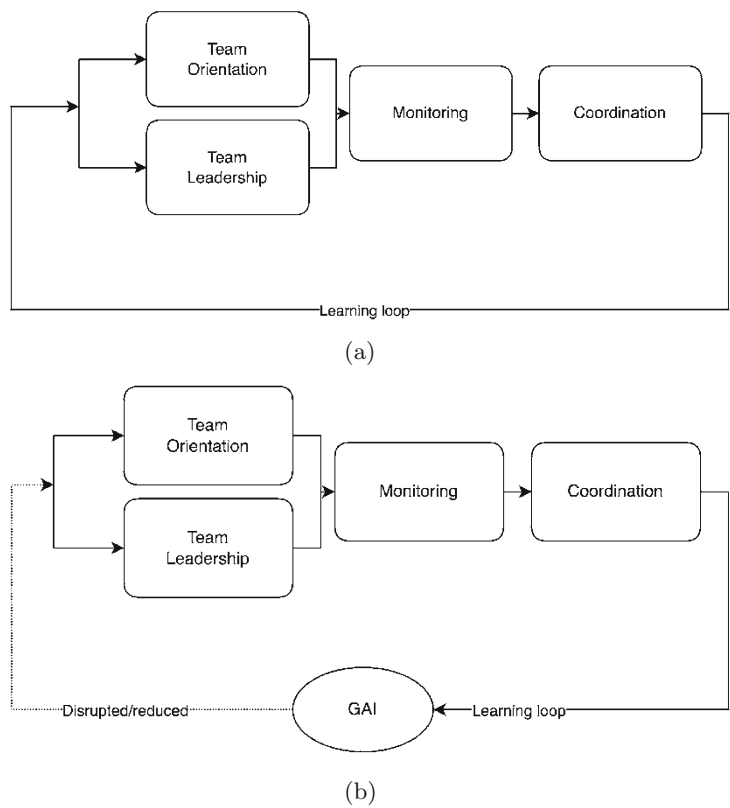 Team
Orientation
Team
Leadership
Monitoring
Coordination
Learning loop
(a)
Team
Orientation
Team
Leadership
Monitoring
Coordination
Disrupted/reduced
GAI
Learning loop
(b)